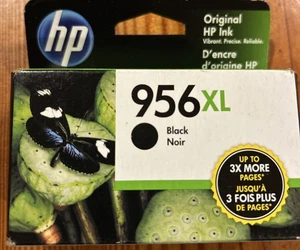 hp
Original
HP Ink
Vibrant. Precise. Reliable.
D'encre
d'origine HP
956XL
Black
Noir
UP TO
3X MORE
PAGES*
JUSQU'À
3 FOIS PLUS
DE PAGES*